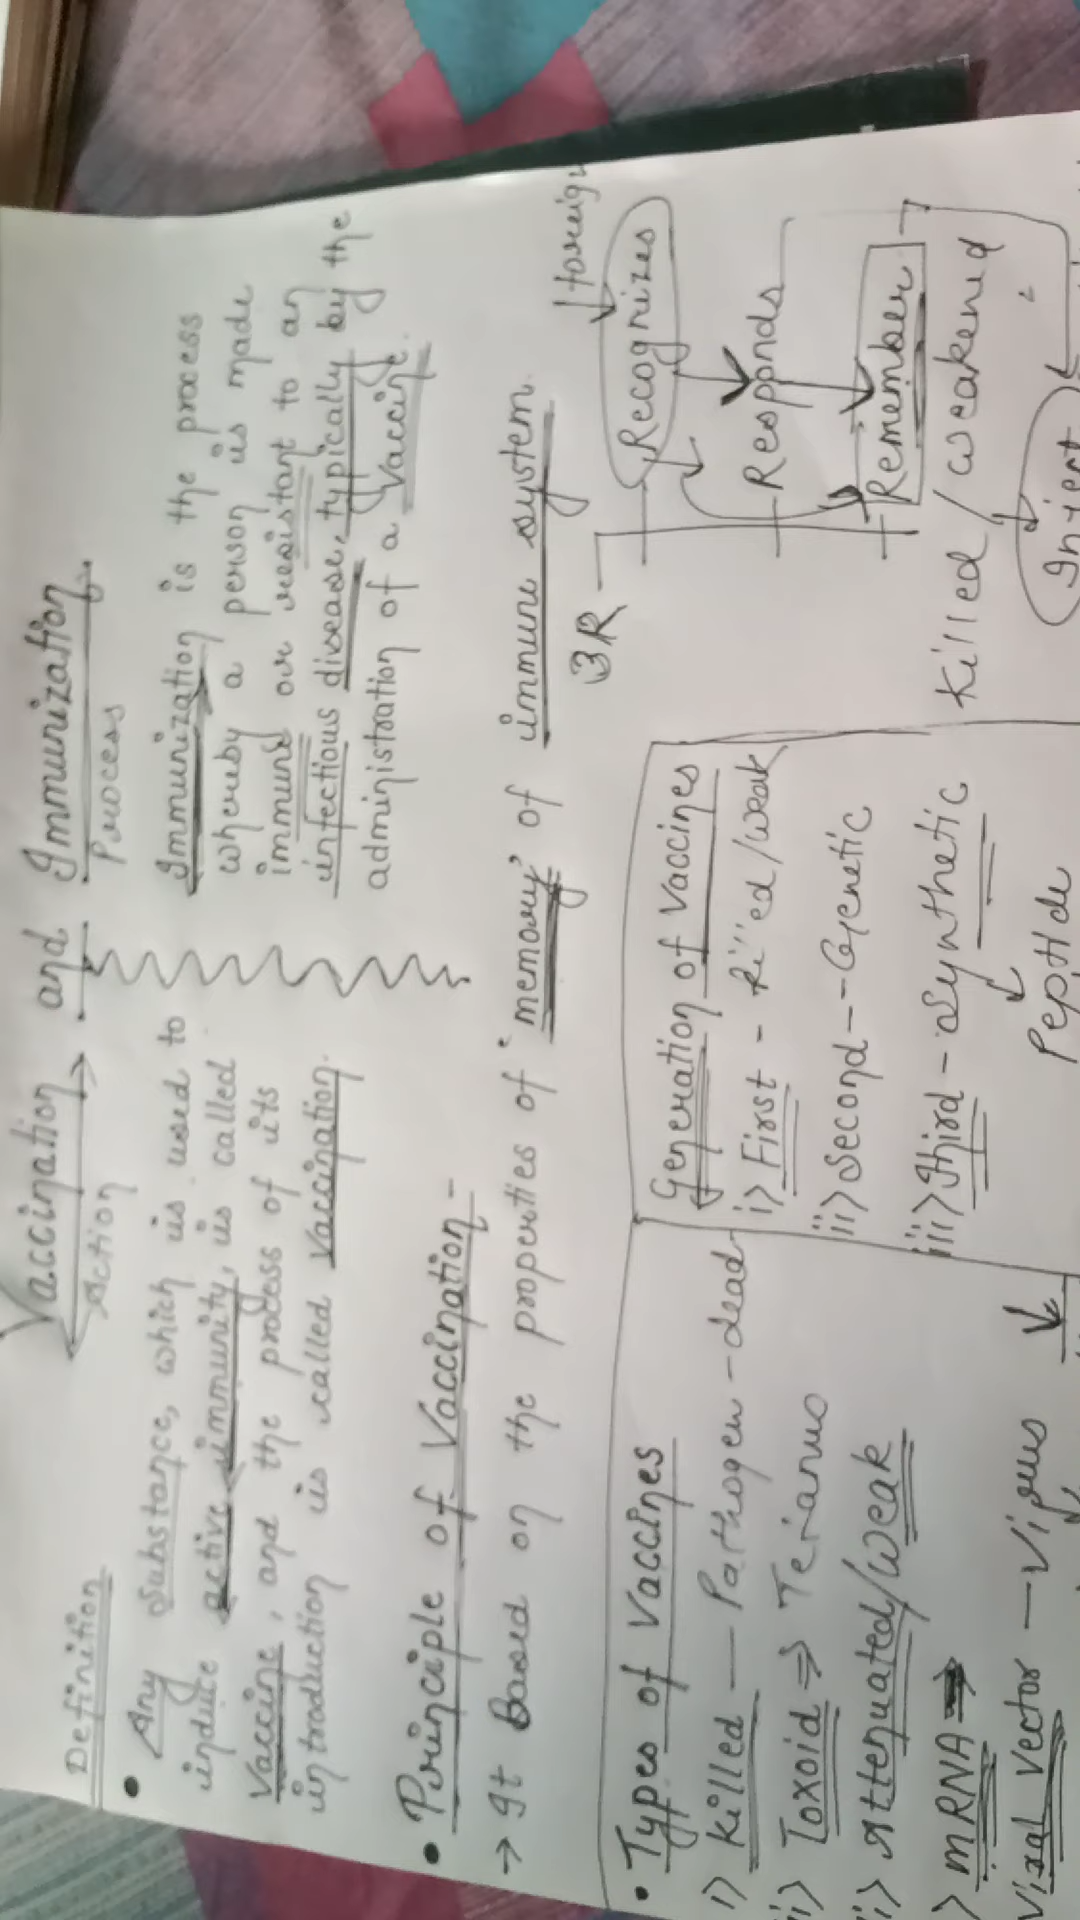 Vaccination and Immunization
Action
Process
Definition
• Any substance, which is used to
induce active immunity, is called
Vaccine, and the process of its
introduction is called Vaccination.
Immunization is the process
whereby a person is made
immune or resistant to an
infectious disease, typically by the
administration of a vaccine.
• Principle of Vaccination-
→ It Based on the properties of "memory" of immune system.
3R
foreign
Recognizes
Responds
Remember
Killed / weakend
Inject
• Types of Vaccines
i) Killed — Pathogen - dead
Toxoid ⇒ Tetanus
Attenuated/Weak
mRNA ⇒
Viral Vector — Virus
Generation of Vaccines
i> First - killed/weak
ii> Second -- Genetic
iii> Third - Synthetic
Peptide